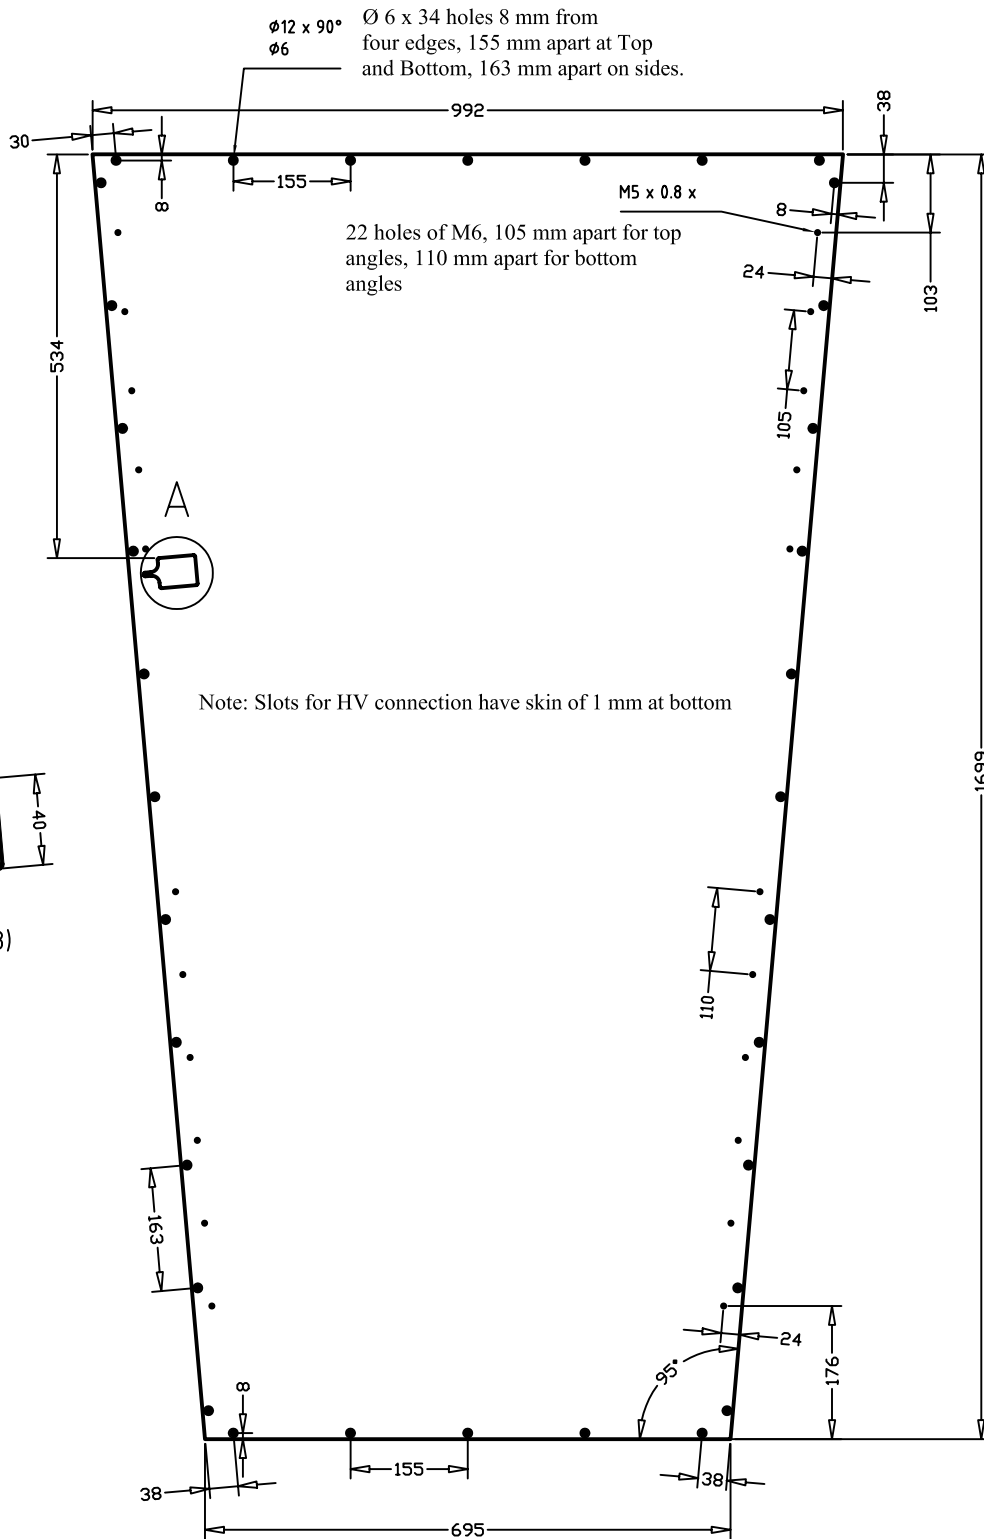 Ø12 x 90°
Ø6
Ø 6 x 34 holes 8 mm from
four edges, 155 mm apart at Top
and Bottom, 163 mm apart on sides.
992
38
30
155
8
M5 x 0.8 x
8
22 holes of M6, 105 mm apart for top
angles, 110 mm apart for bottom
angles
24
103
534
105
A
Note: Slots for HV connection have skin of 1 mm at bottom
1699
40
3)
110
163
24
95°
176
8
155
38
38
695